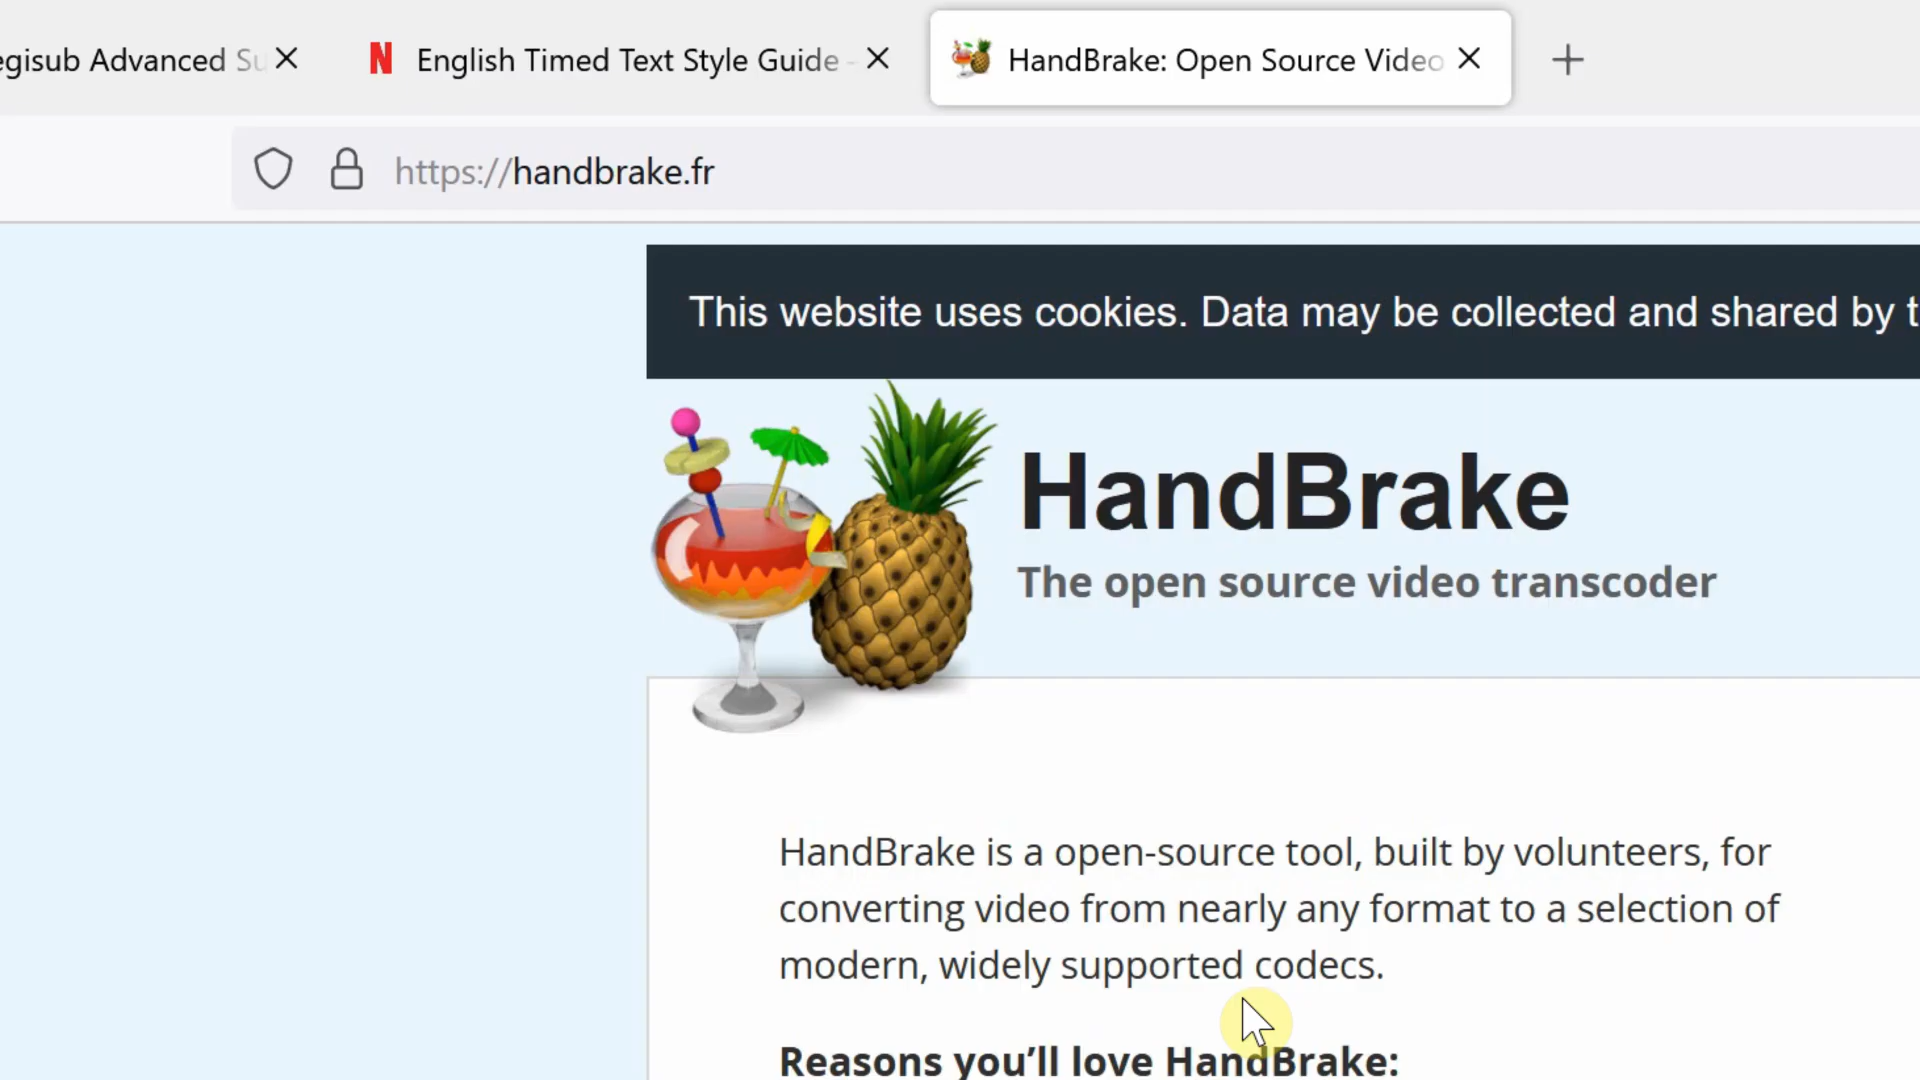 egisub Advanced Su
English Timed Text Style Guide -
HandBrake: Open Source Video
https://handbrake.fr
This website uses cookies. Data may be collected and shared by t
HandBrake
The open source video transcoder
HandBrake is a open-source tool, built by volunteers, for
converting video from nearly any format to a selection of
modern, widely supported codecs.
Reasons you’ll love HandBrake: